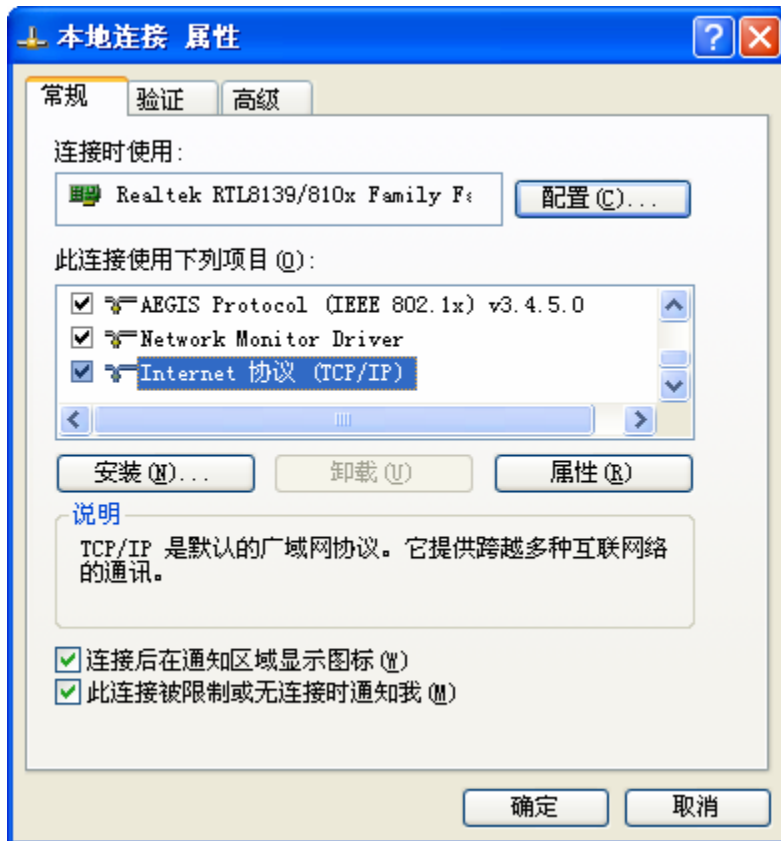 本地连接 属性
常规 验证 高级
连接时使用:
Realtek RTL8139/810x Family Fa
配置(C)...
此连接使用下列项目(O):
AEGIS Protocol (IEEE 802.1x) v3.4.5.0
Network Monitor Driver
Internet 协议 (TCP/IP)
安装(N)... 卸载(U) 属性(R)
说明
TCP/IP 是默认的广域网协议。它提供跨越多种互联网络
的通讯。
连接后在通知区域显示图标(W)
此连接被限制或无连接时通知我(M)
确定 取消